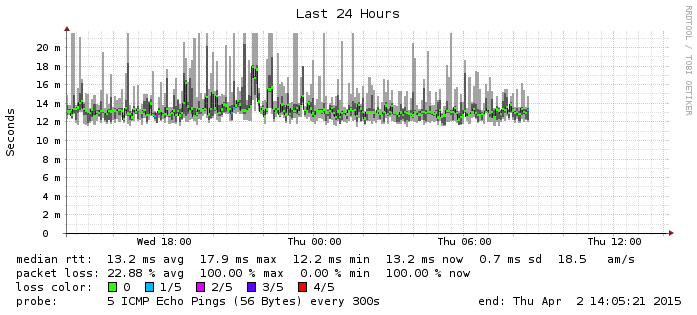 Last 24 Hours
RRDTOOL / TOBI OETIKER
Seconds
20 m
18 m
16 m
14 m
12 m
10 m
8 m
6 m
4 m
2 m
0
Wed 18:00 Thu 00:00 Thu 06:00 Thu 12:00
median rtt: 13.2 ms avg 17.9 ms max 12.2 ms min 13.2 ms now 0.7 ms sd 18.5 am/s
packet loss: 22.88 % avg 100.00 % max 0.00 % min 100.00 % now
loss color: 0 1/5 2/5 3/5 4/5
probe: 5 ICMP Echo Pings (56 Bytes) every 300s end: Thu Apr 2 14:05:21 2015